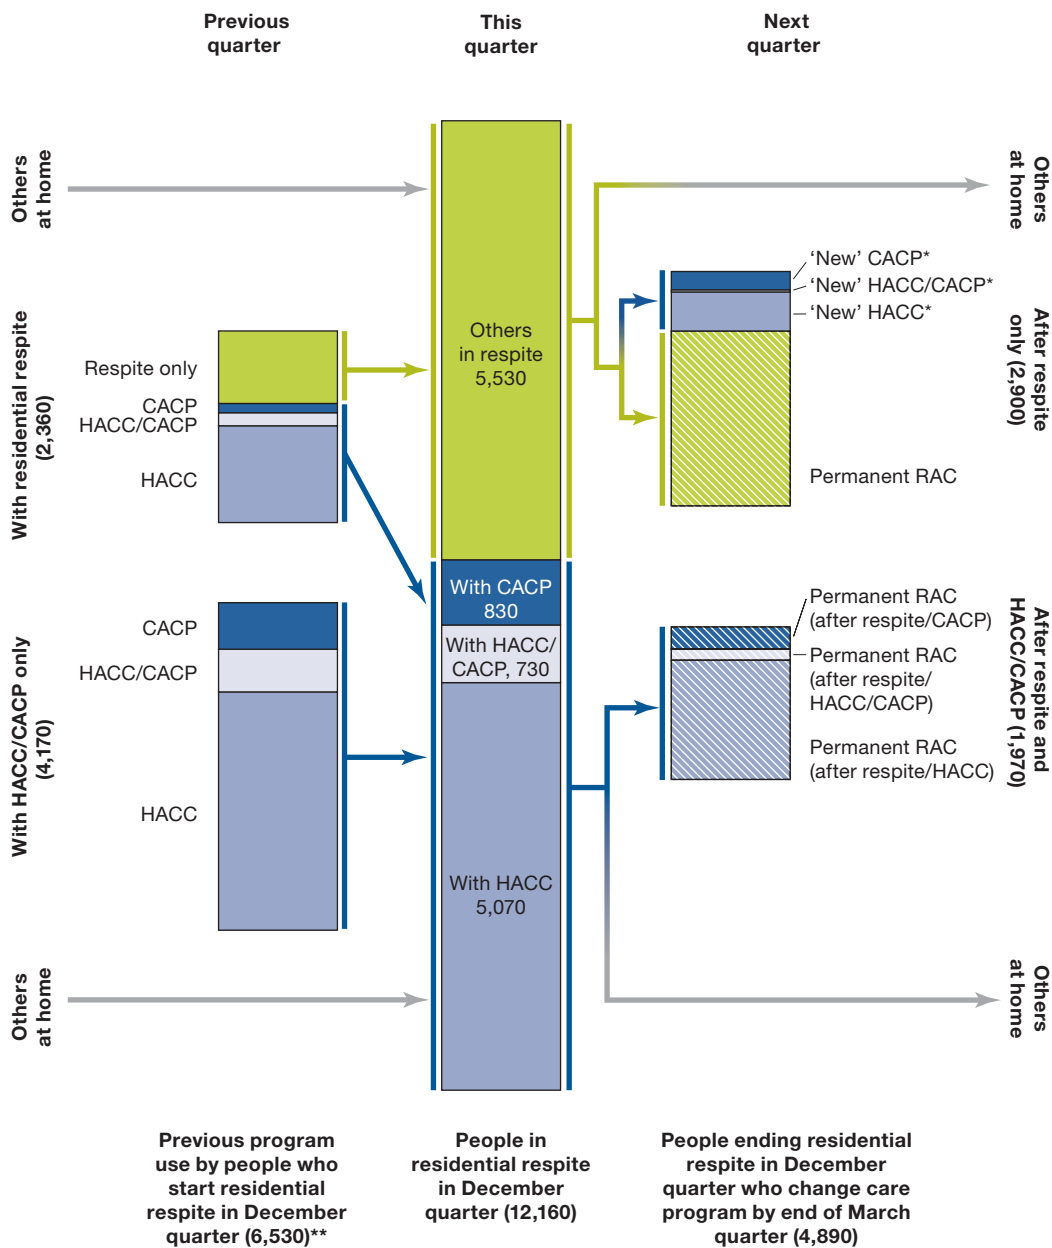 Previous
quarter
This
quarter
Next
quarter
Others
at home
With residential respite
(2,360)
With HACC/CACP only
(4,170)
Others
at home
Respite only
CACP
HACC/CACP
HACC
CACP
HACC/CACP
HACC
Others
in respite
5,530
With CACP
830
With HACC/
CACP, 730
With HACC
5,070
‘New’ CACP*
‘New’ HACC/CACP*
‘New’ HACC*
Permanent RAC
Permanent RAC
(after respite/CACP)
Permanent RAC
(after respite/
HACC/CACP)
Permanent RAC
(after respite/HACC)
Others
at home
After respite
only (2,900)
After respite and
HACC/CACP (1,970)
Others
at home
Previous program
use by people who
start residential
respite in December
quarter (6,530)**
People in
residential respite
in December
quarter (12,160)
People ending residential
respite in December
quarter who change care
program by end of March
quarter (4,890)